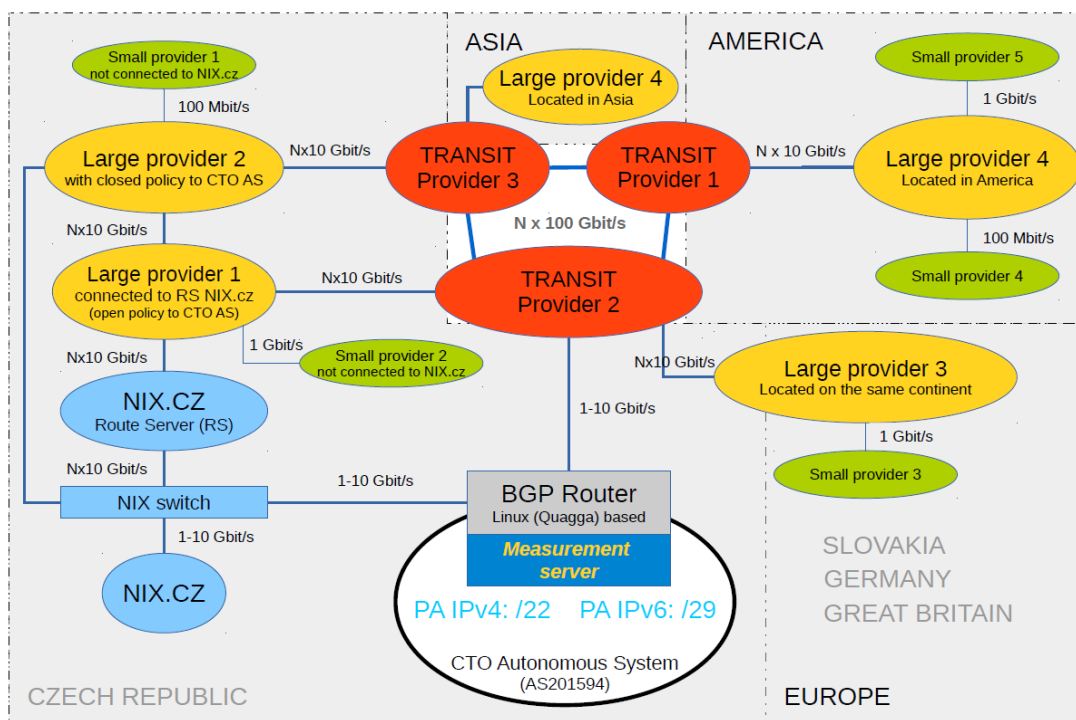 ASIA
AMERICA
Small provider 1
not connected to NIX.cz
Large provider 4
Located in Asia
Small provider 5
100 Mbit/s
1 Gbit/s
Large provider 2
with closed policy to CTO AS
Nx10 Gbit/s
TRANSIT
Provider 3
TRANSIT
Provider 1
N x 10 Gbit/s
Large provider 4
Located in America
N x 100 Gbit/s
Nx10 Gbit/s
100 Mbit/s
Large provider 1
connected to RS NIX.cz
(open policy to CTO AS)
Nx10 Gbit/s
TRANSIT
Provider 2
Small provider 4
1 Gbit/s
Nx10 Gbit/s
Small provider 2
not connected to NIX.cz
Nx10 Gbit/s
Large provider 3
Located on the same continent
NIX.CZ
Route Server (RS)
1-10 Gbit/s
1 Gbit/s
Nx10 Gbit/s
Small provider 3
1-10 Gbit/s
NIX switch
BGP Router
Linux (Quagga) based
1-10 Gbit/s
Measurement
server
SLOVAKIA
GERMANY
GREAT BRITAIN
NIX.CZ
PA IPv4: /22
PA IPv6: /29
CTO Autonomous System
(AS201594)
CZECH REPUBLIC
EUROPE